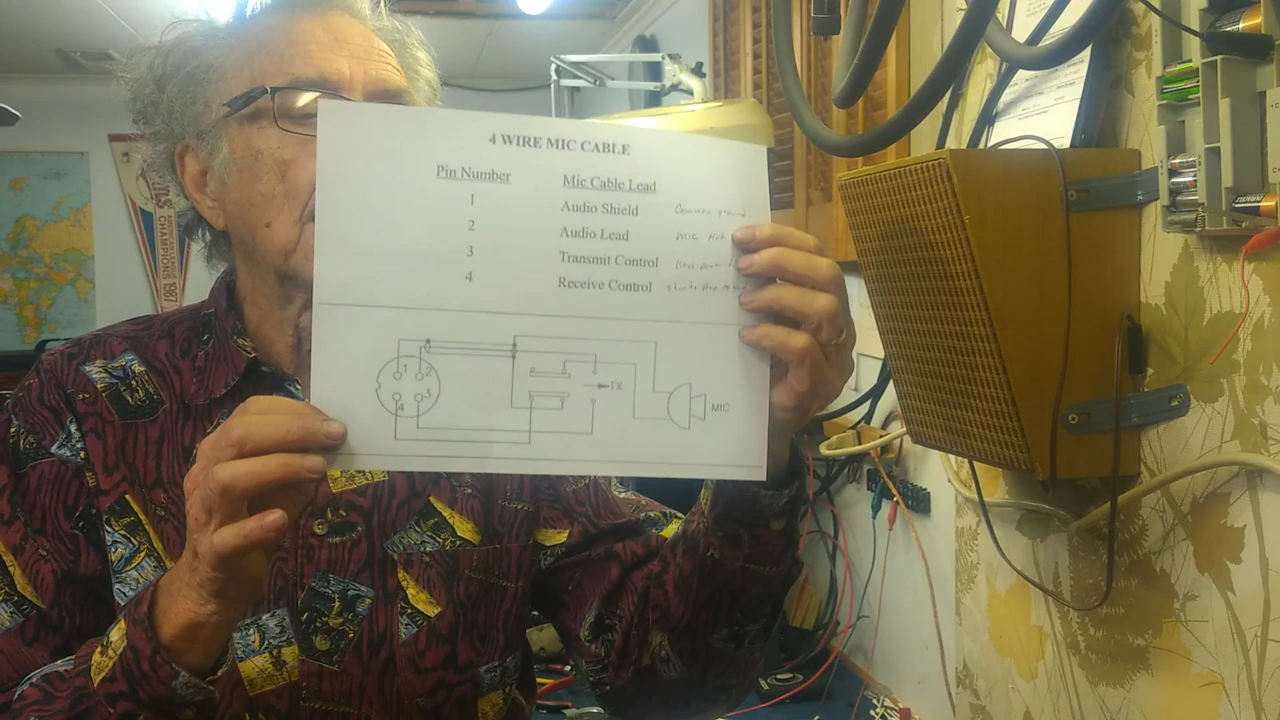 4 WIRE MIC CABLE
Pin Number Mic Cable Lead
1 Audio Shield Common ground
2 Audio Lead Mic Hot
3 Transmit Control
4 Receive Control
1 2
4 3
TX
MIC
CHAMPIONS 1987